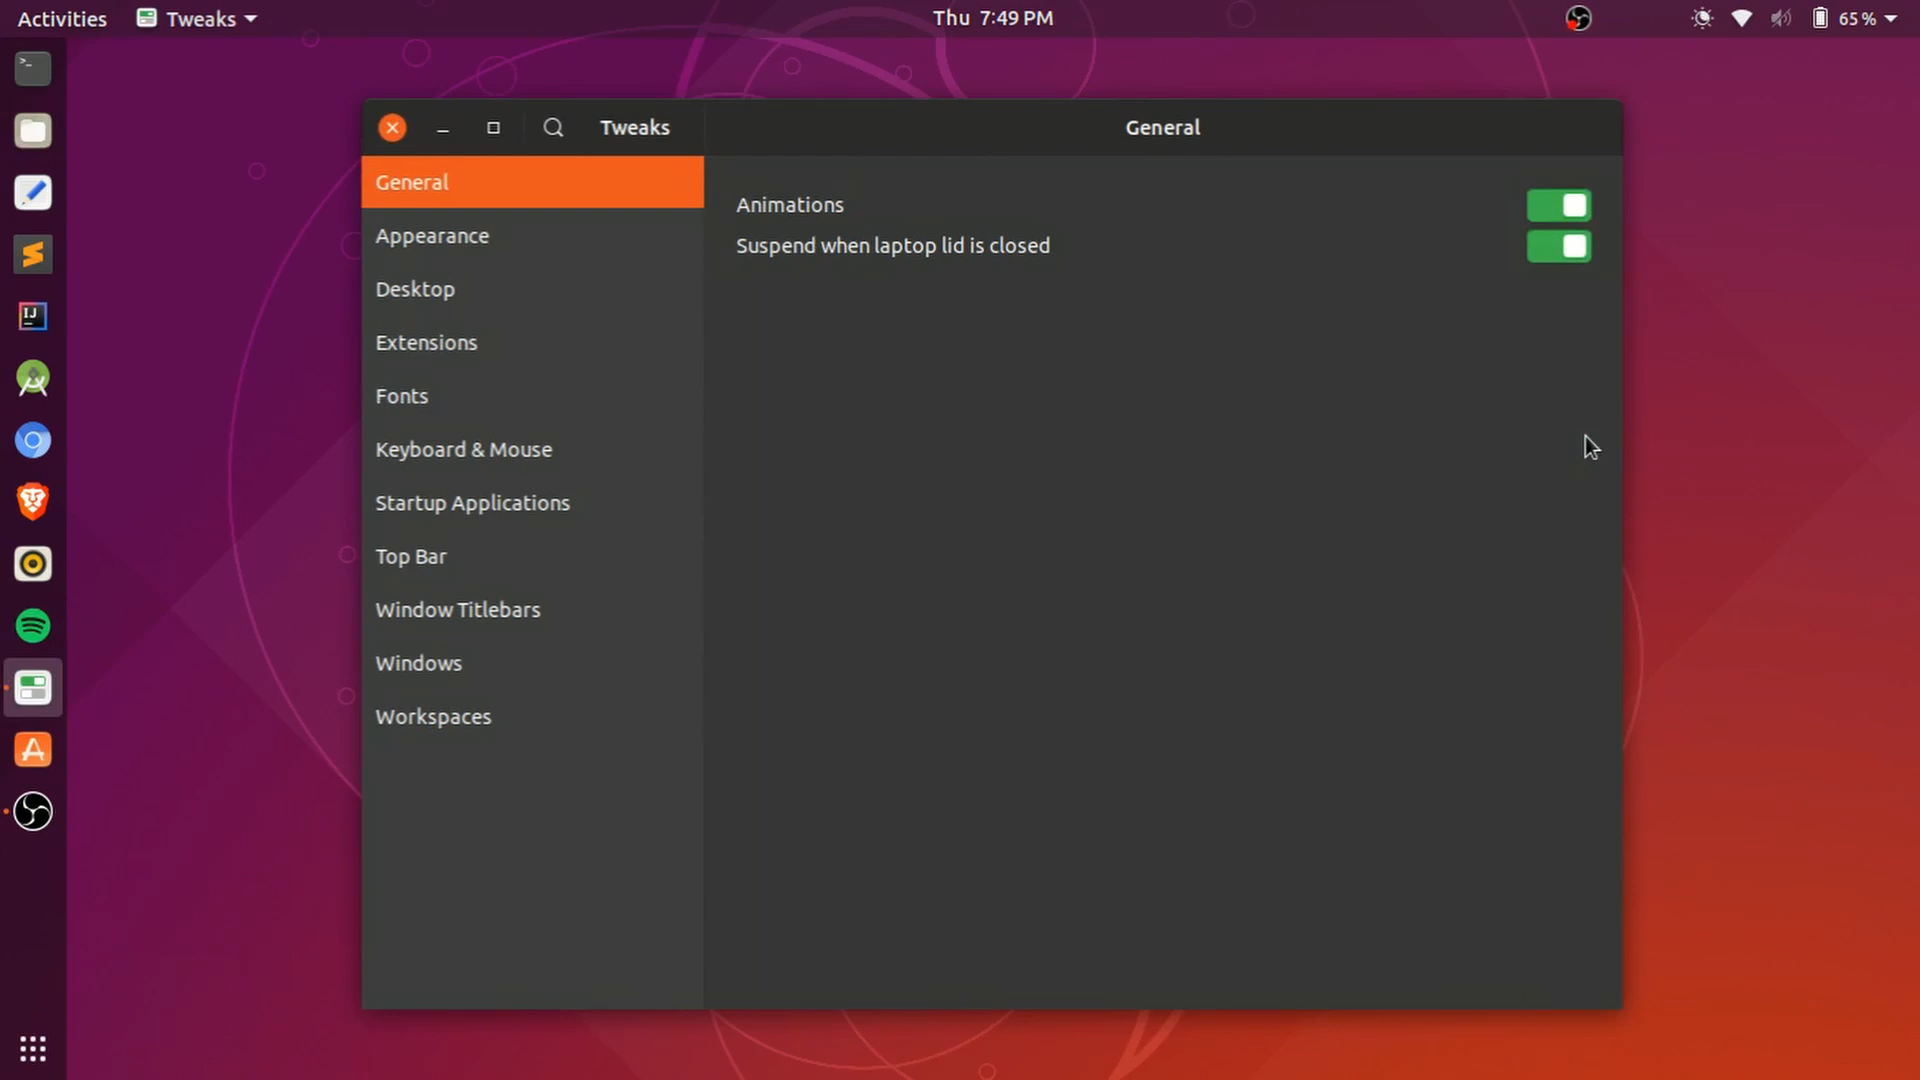 Activities
Tweaks
Thu 7:49 PM
65 %
Tweaks
General
General
Appearance
Desktop
Extensions
Fonts
Keyboard & Mouse
Startup Applications
Top Bar
Window Titlebars
Windows
Workspaces
Animations
Suspend when laptop lid is closed
>_
IJ